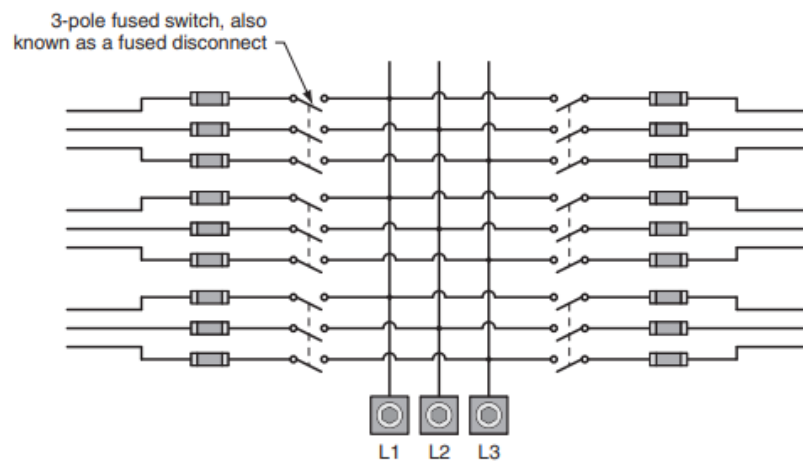 3-pole fused switch, also
known as a fused disconnect
L1 L2 L3